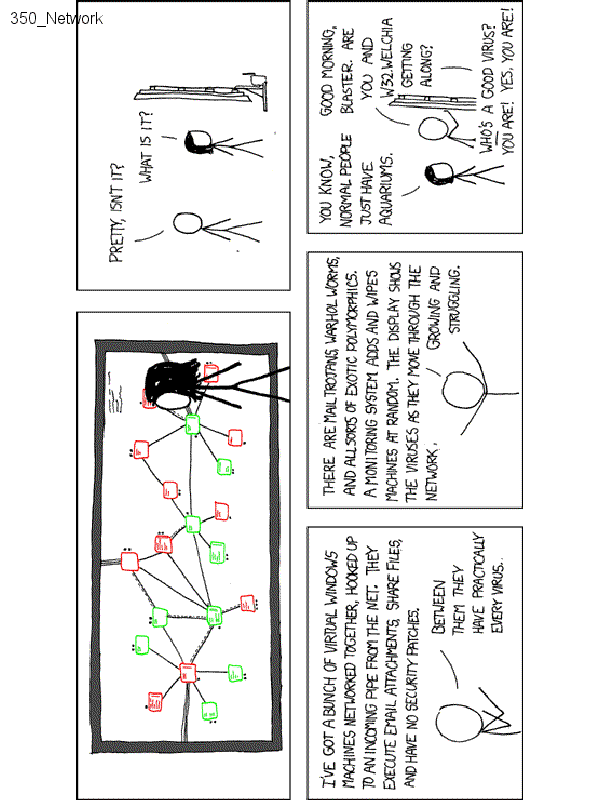 350_Network
PRETTY, ISN'T IT?
WHAT IS IT?
I'VE GOT A BUNCH OF VIRTUAL WINDOWS
MACHINES NETWORKED TOGETHER, HOOKED UP
TO AN INCOMING PIPE FROM THE NET. THEY
EXECUTE EMAIL ATTACHMENTS, SHARE FILES,
AND HAVE NO SECURITY PATCHES.
BETWEEN
THEM THEY
HAVE PRACTICALLY
EVERY VIRUS.
THERE ARE MAIL TROJANS, WARHOL WORMS,
AND ALL SORTS OF EXOTIC POLYMORPHICS.
A MONITORING SYSTEM ADDS AND WIPES
MACHINES AT RANDOM. THE DISPLAY SHOWS
THE VIRUSES AS THEY MOVE THROUGH THE
NETWORK,
GROWING AND
STRUGGLING.
YOU KNOW,
NORMAL PEOPLE
JUST HAVE
AQUARIUMS.
GOOD MORNING,
BLASTER. ARE
YOU AND
W32.WELCHIA
GETTING
ALONG?
WHO'S A GOOD VIRUS?
YOU ARE! YES, YOU ARE!